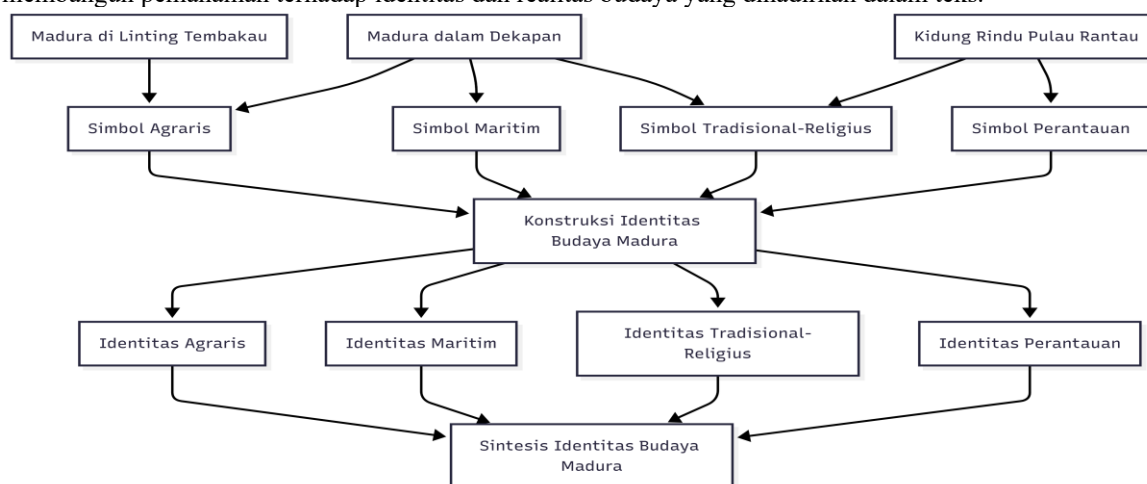 membangun pemahaman terhadap identitas dan realitas budaya yang dihadirkan dalam teks.
Madura di Linting Tembakau
Madura dalam Dekapan
Kidung Rindu Pulau Rantau
Simbol Agraris
Simbol Maritim
Simbol Tradisional-Religius
Simbol Perantauan
Konstruksi Identitas
Budaya Madura
Identitas Agraris
Identitas Maritim
Identitas Tradisional-
Religius
Identitas Perantauan
Sintesis Identitas Budaya
Madura